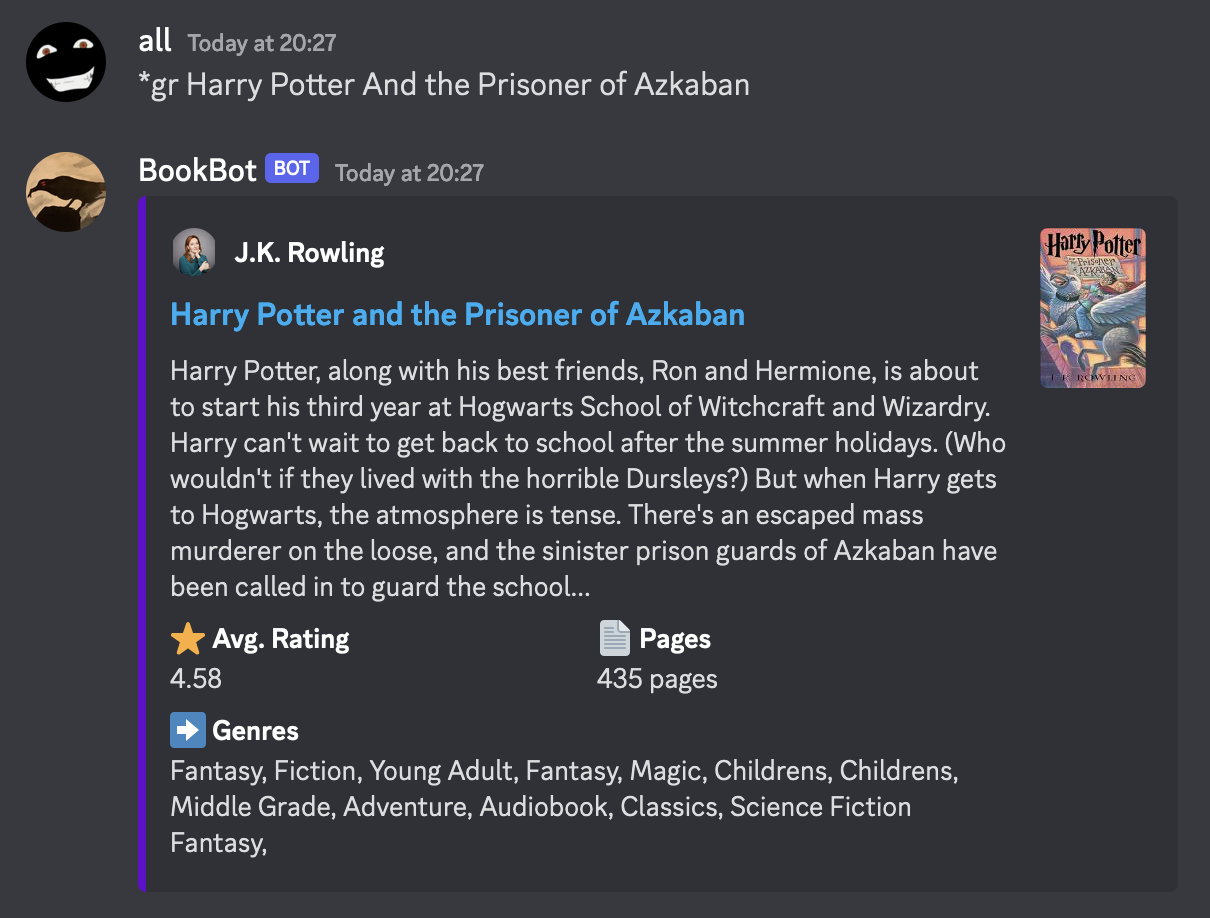 all Today at 20:27
*gr Harry Potter And the Prisoner of Azkaban
BookBot BOT Today at 20:27
J.K. Rowling
Harry Potter
and the
Prisoner
of AZKABAN
J. K. ROWLING
Harry Potter and the Prisoner of Azkaban
Harry Potter, along with his best friends, Ron and Hermione, is about
to start his third year at Hogwarts School of Witchcraft and Wizardry.
Harry can't wait to get back to school after the summer holidays. (Who
wouldn't if they lived with the horrible Dursleys?) But when Harry gets
to Hogwarts, the atmosphere is tense. There's an escaped mass
murderer on the loose, and the sinister prison guards of Azkaban have
been called in to guard the school...
Avg. Rating
4.58
Pages
435 pages
Genres
Fantasy, Fiction, Young Adult, Fantasy, Magic, Childrens, Childrens,
Middle Grade, Adventure, Audiobook, Classics, Science Fiction
Fantasy,